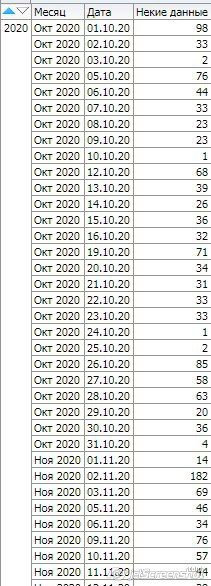 Месяц Дата Некие данные
2020 Окт 2020 01.10.20 98
Окт 2020 02.10.20 33
Окт 2020 03.10.20 2
Окт 2020 05.10.20 76
Окт 2020 06.10.20 44
Окт 2020 07.10.20 33
Окт 2020 08.10.20 23
Окт 2020 09.10.20 23
Окт 2020 10.10.20 1
Окт 2020 12.10.20 68
Окт 2020 13.10.20 39
Окт 2020 14.10.20 26
Окт 2020 15.10.20 36
Окт 2020 16.10.20 32
Окт 2020 19.10.20 71
Окт 2020 20.10.20 34
Окт 2020 21.10.20 31
Окт 2020 22.10.20 33
Окт 2020 23.10.20 33
Окт 2020 24.10.20 1
Окт 2020 25.10.20 2
Окт 2020 26.10.20 85
Окт 2020 27.10.20 58
Окт 2020 28.10.20 63
Окт 2020 29.10.20 20
Окт 2020 30.10.20 36
Окт 2020 31.10.20 4
Ноя 2020 01.11.20 14
Ноя 2020 02.11.20 182
Ноя 2020 03.11.20 69
Ноя 2020 05.11.20 46
Ноя 2020 06.11.20 34
Ноя 2020 09.11.20 76
Ноя 2020 10.11.20 57
Ноя 2020 11.11.20 44